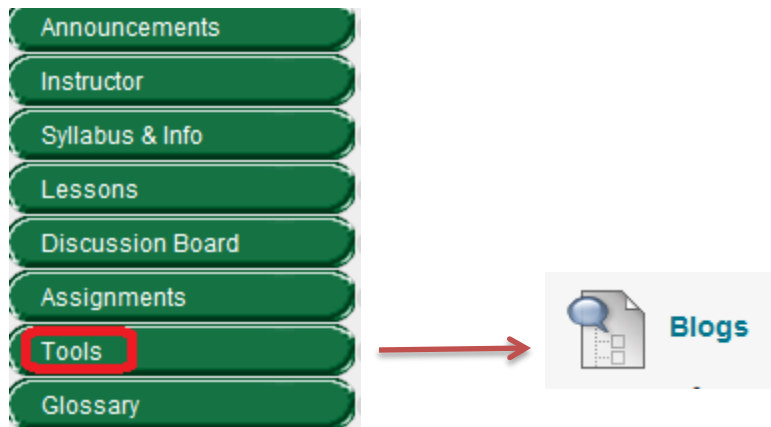 Announcements
Instructor
Syllabus & Info
Lessons
Discussion Board
Assignments
Tools
Glossary
Blogs